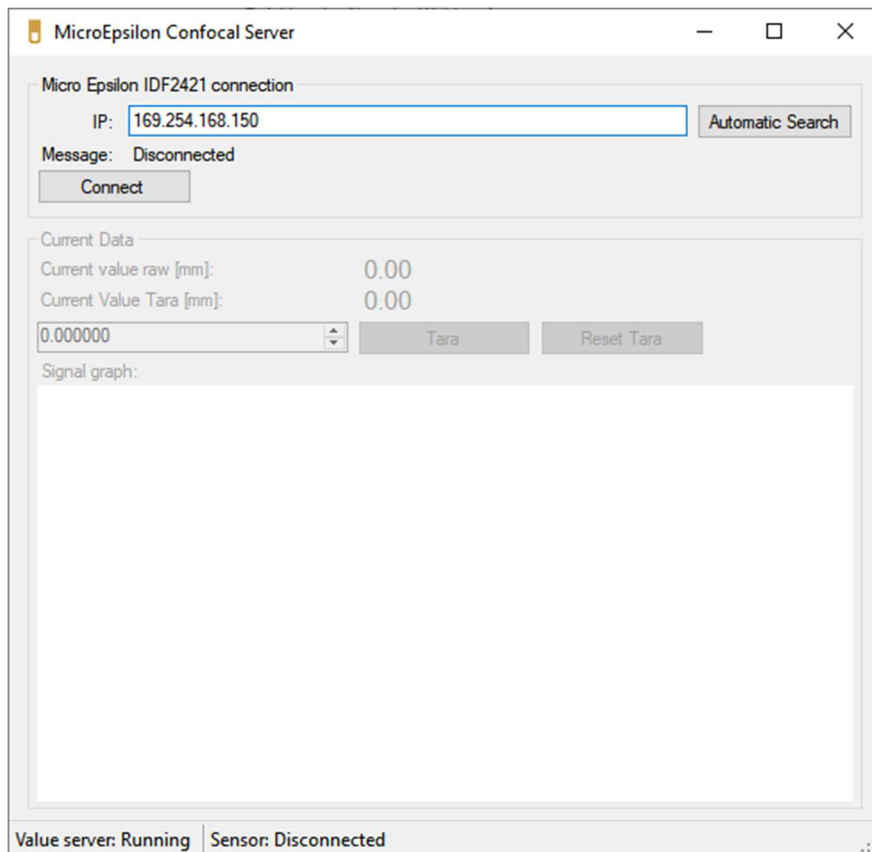 MicroEpsilon Confocal Server
Micro Epsilon IDF2421 connection
IP: 169.254.168.150 Automatic Search
Message: Disconnected
Connect
Current Data
Current value raw [mm]: 0.00
Current Value Tara [mm]: 0.00
0.000000 Tara Reset Tara
Signal graph:
Value server: Running Sensor: Disconnected